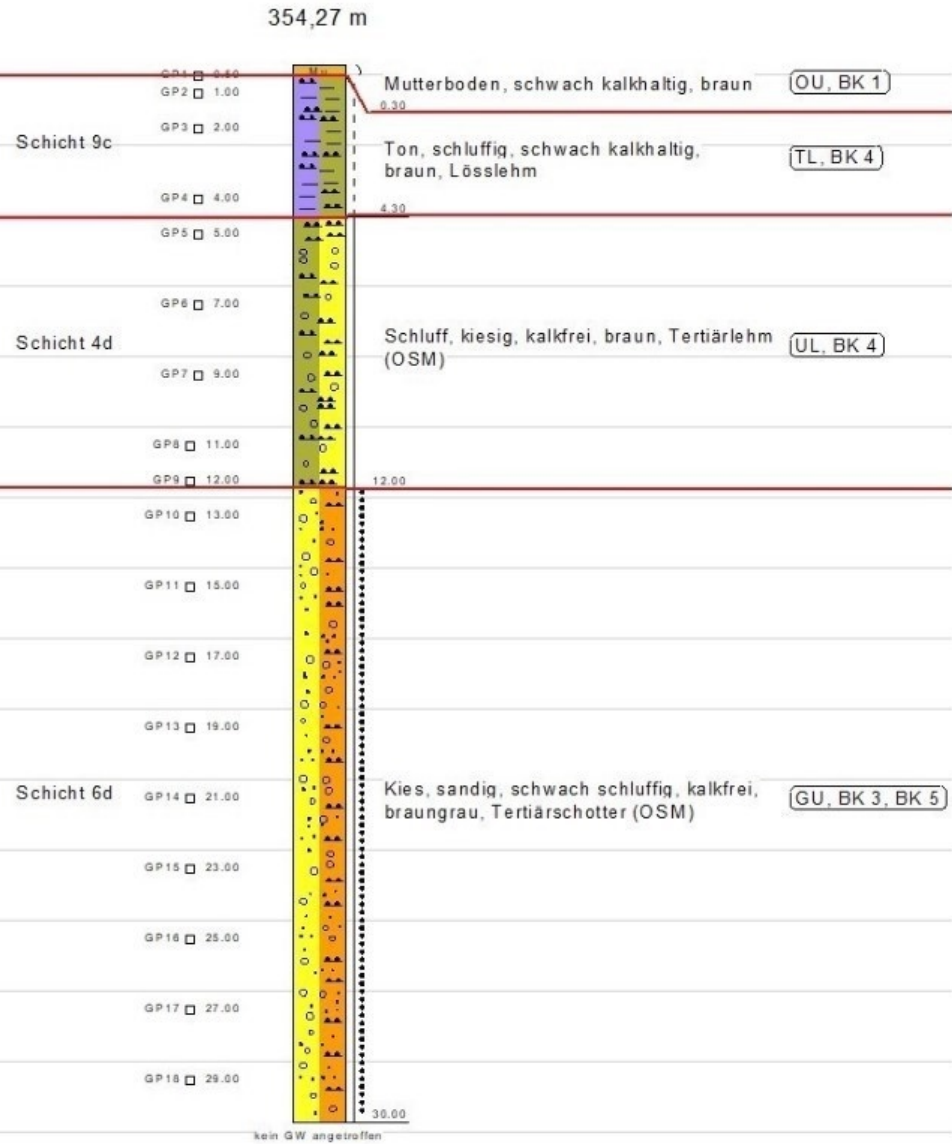 354,27 m
GP1 0.50
Mu
Mutterboden, schwach kalkhaltig, braun
OU, BK 1
GP2 1.00
0.30
GP3 2.00
Schicht 9c
Ton, schluffig, schwach kalkhaltig,
braun, Lösslehm
TL, BK 4
GP4 4.00
4.30
GP5 5.00
GP6 7.00
Schicht 4d
Schluff, kiesig, kalkfrei, braun, Tertiärlehm
(OSM)
UL, BK 4
GP7 9.00
GP8 11.00
GP9 12.00
12.00
GP10 13.00
GP11 15.00
GP12 17.00
GP13 19.00
Schicht 6d
GP14 21.00
Kies, sandig, schwach schluffig, kalkfrei,
braungrau, Tertiärschotter (OSM)
GU, BK 3, BK 5
GP15 23.00
GP16 25.00
GP17 27.00
GP18 29.00
30.00
kein GW angetroffen